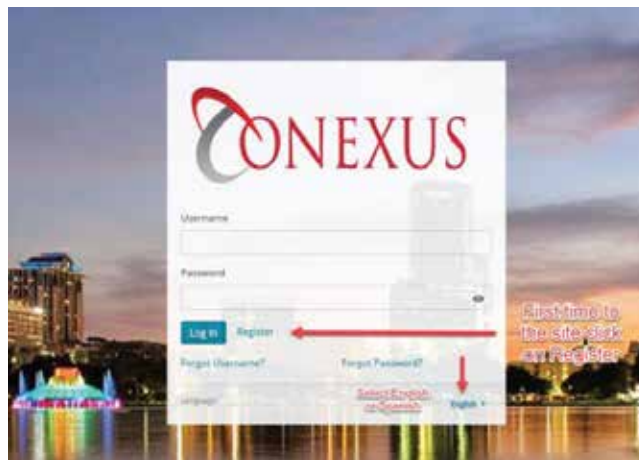 CONEXUS
Username
Password
Log In Register
First time to
the site click
on Register
Forgot Username? Forgot Password?
Language
Select English
or Spanish
English